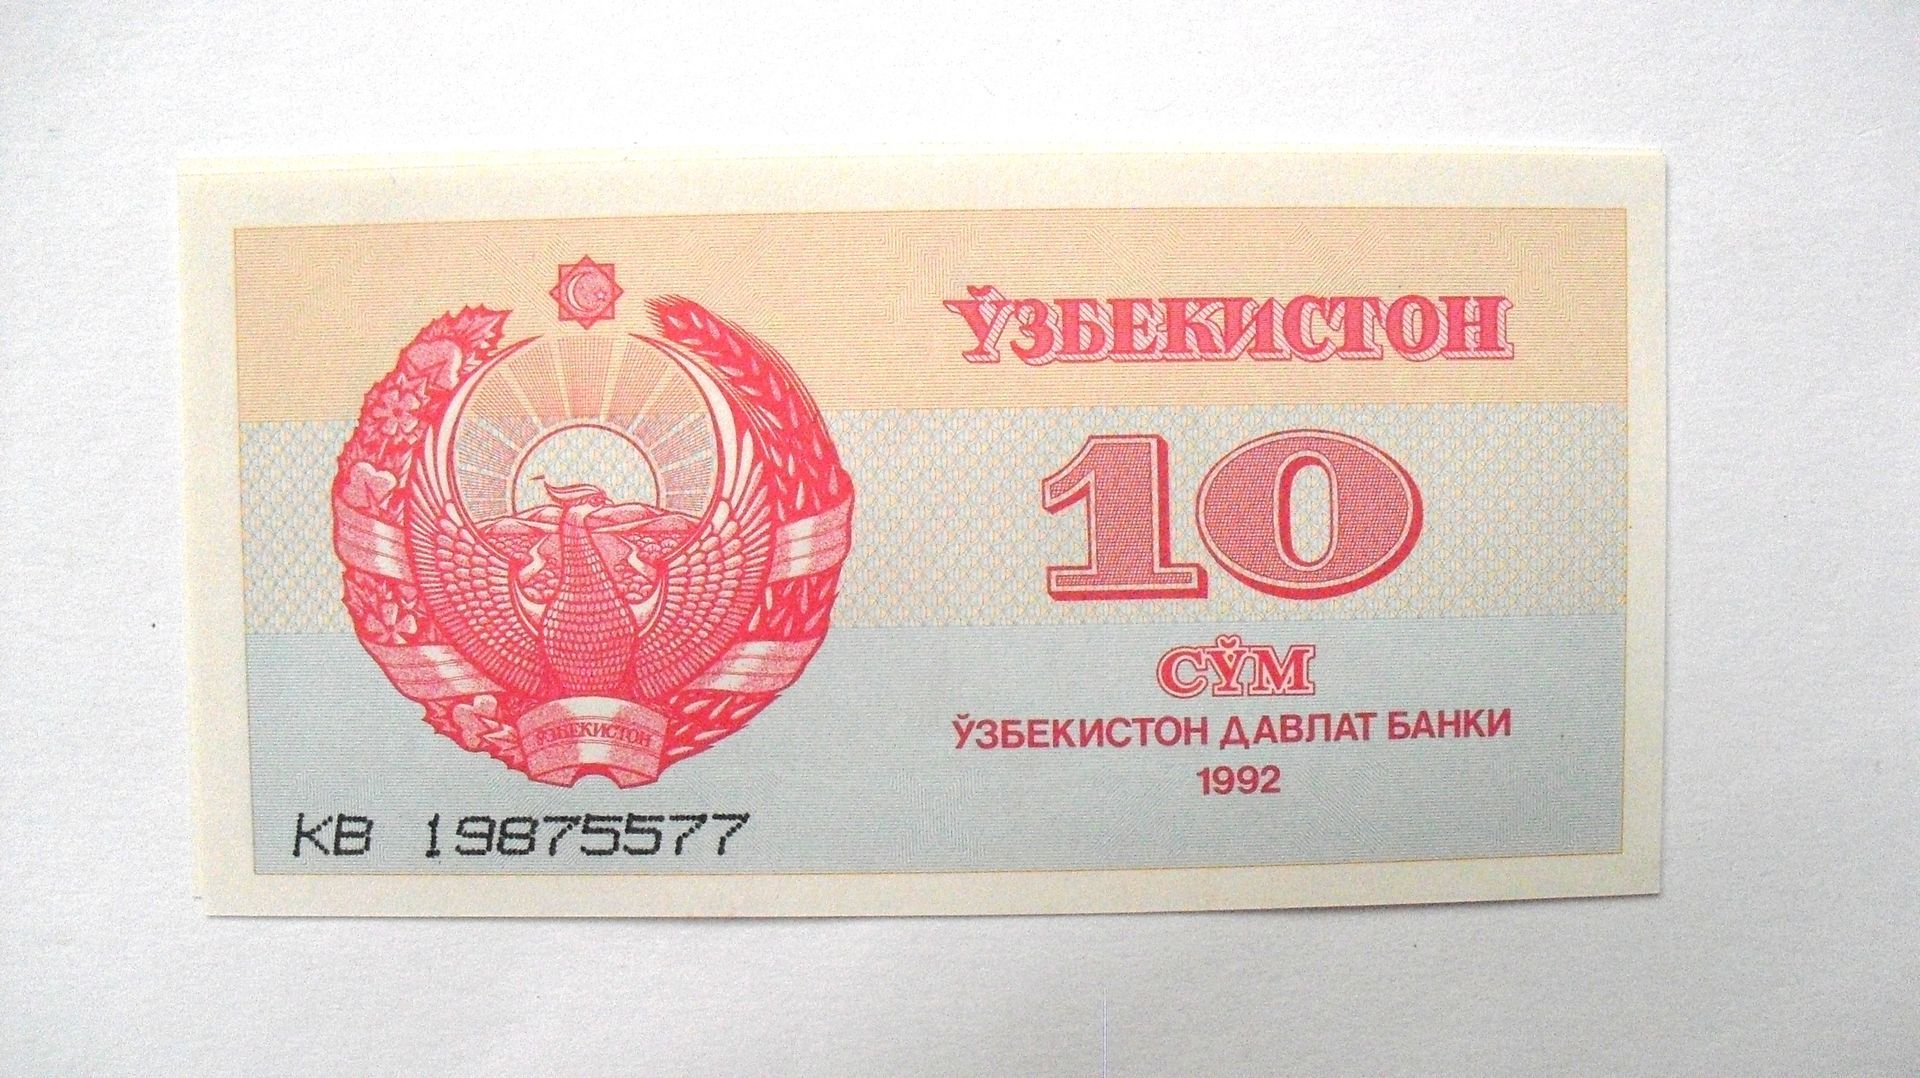 ЎЗБЕКИСТОН
10
СЎМ
ЎЗБЕКИСТОН ДАВЛАТ БАНКИ
1992
ЎЗБЕКИСТОН
КВ 19875577